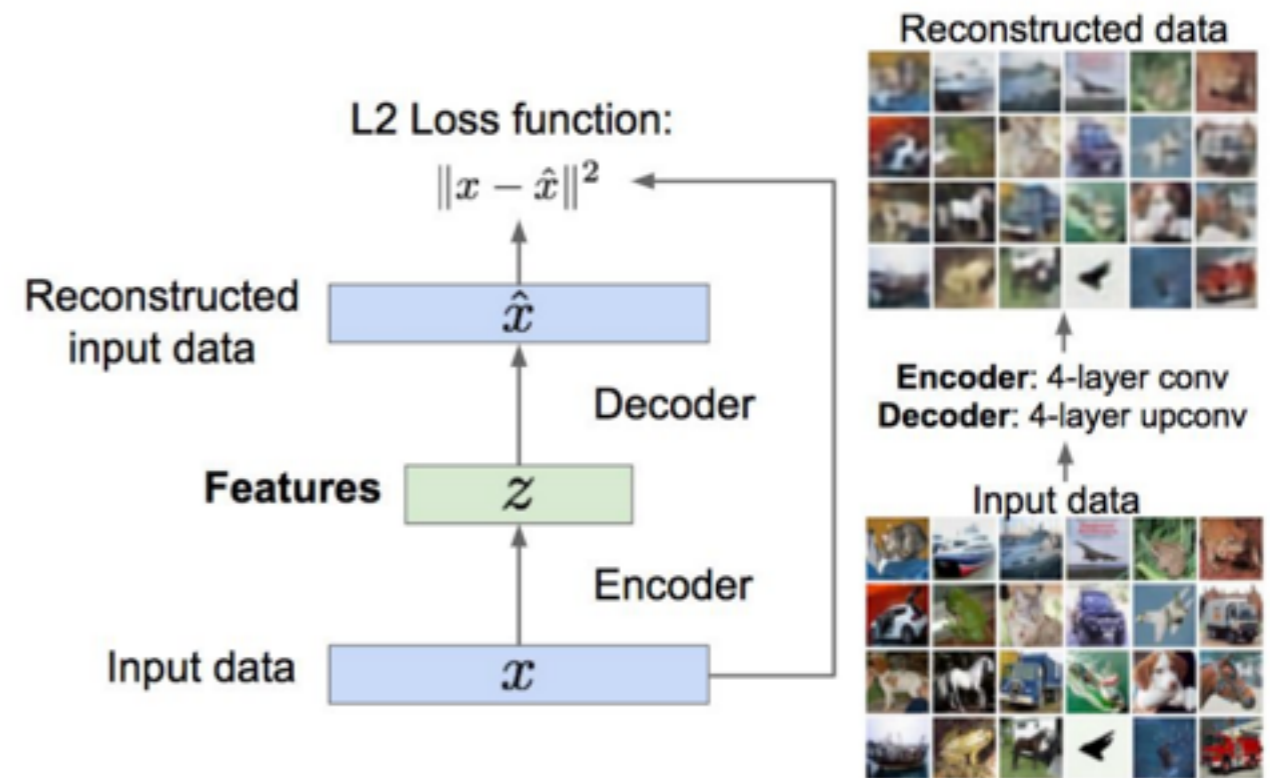 Reconstructed data
L2 Loss function:
‖x − x̂‖²
Reconstructed
input data
x̂
Decoder
Features
z
Encoder
Input data
x
Encoder: 4-layer conv
Decoder: 4-layer upconv
Input data